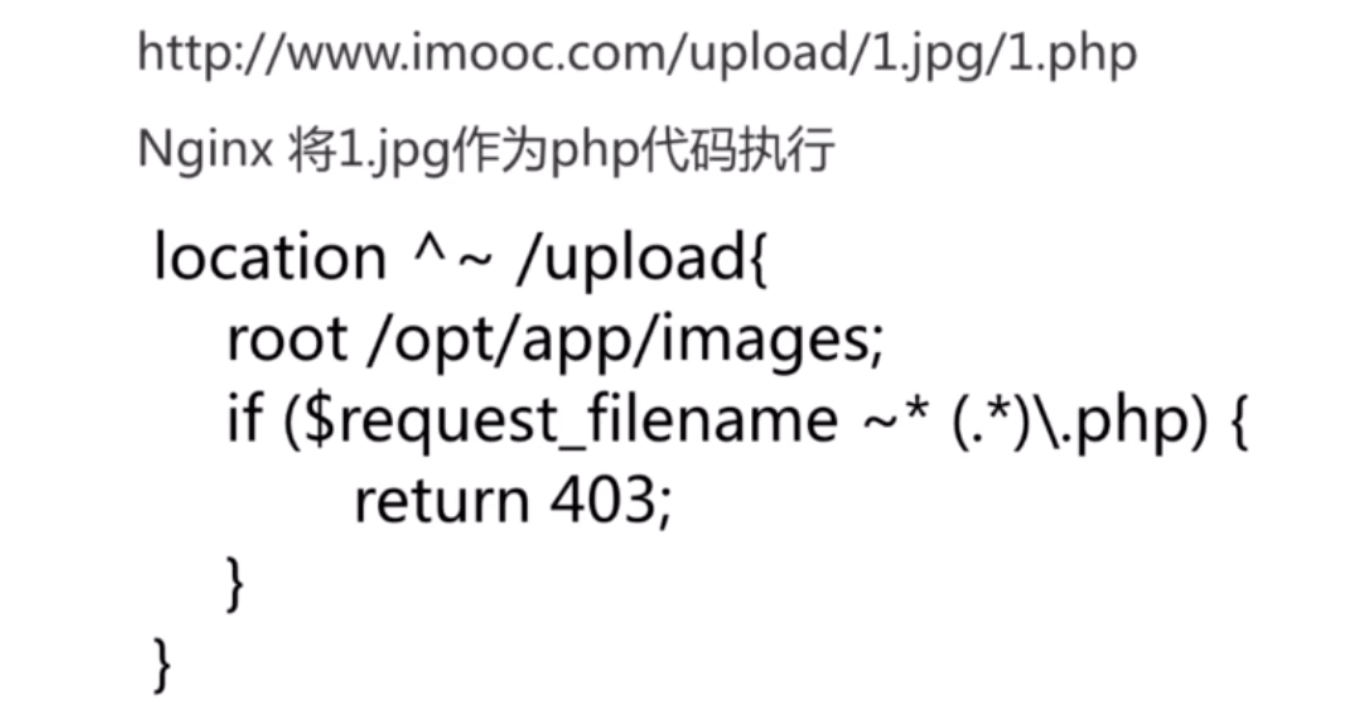 http://www.imooc.com/upload/1.jpg/1.php
Nginx 将1.jpg作为php代码执行
location ^~ /upload{
root /opt/app/images;
if ($request_filename ~* (.*)\.php) {
return 403;
}
}